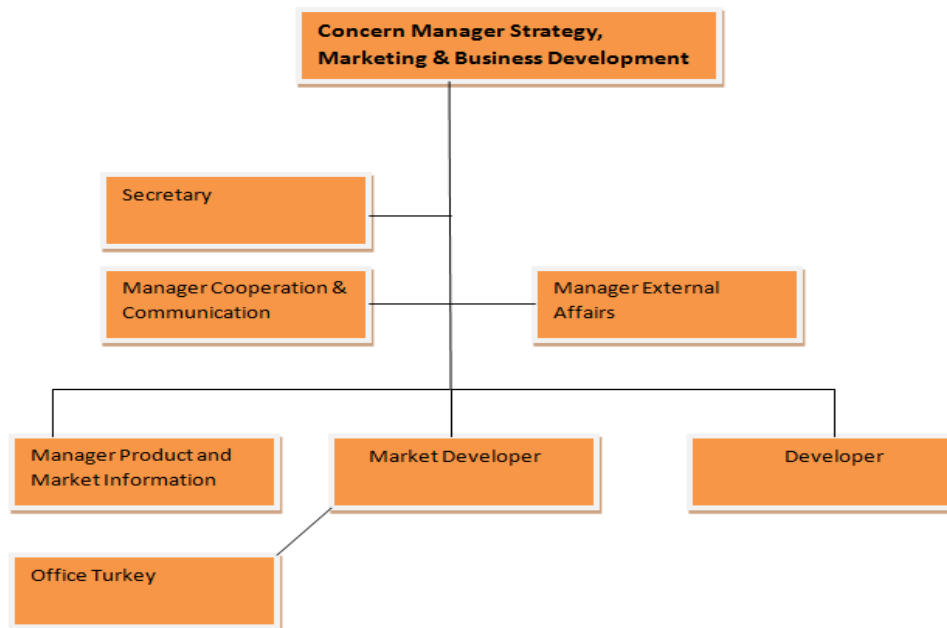 Concern Manager Strategy,
Marketing & Business Development
Secretary
Manager Cooperation &
Communication
Manager External
Affairs
Manager Product and
Market Information
Market Developer
Developer
Office Turkey